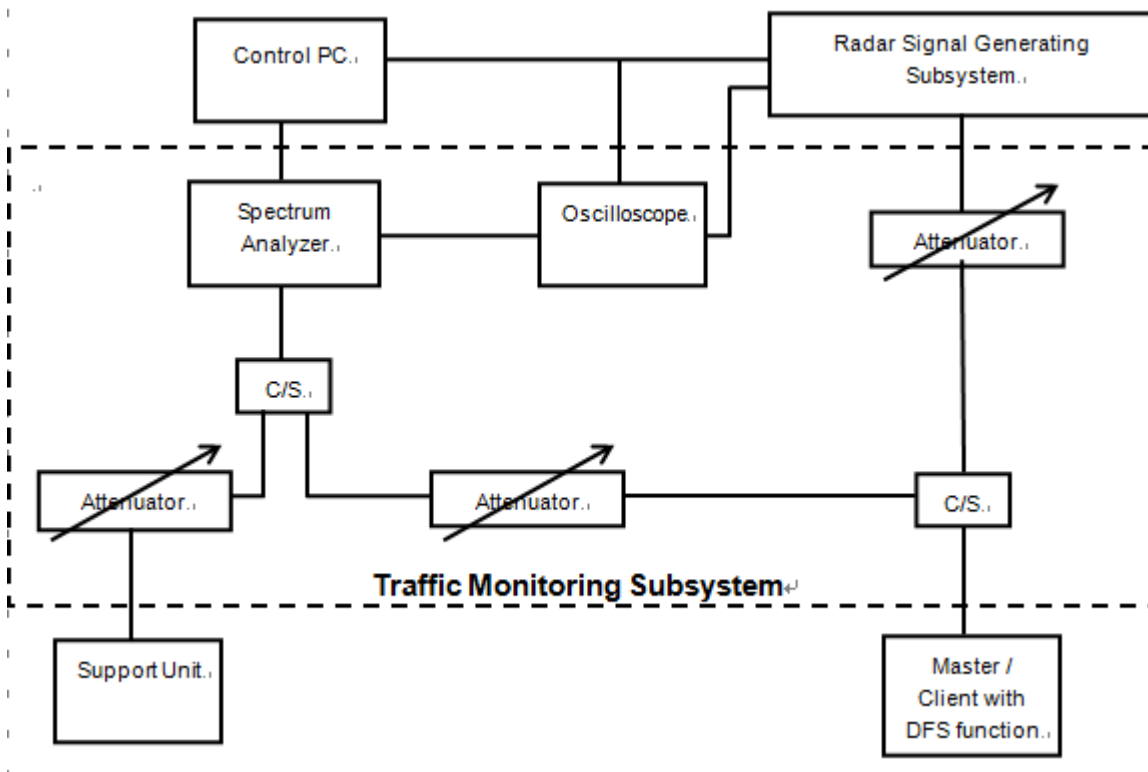 Control PC.
Radar Signal Generating
Subsystem.
Spectrum
Analyzer.
Oscilloscope.
Attenuator.
C/S.
Attenuator.
Attenuator.
C/S.
Traffic Monitoring Subsystem↵
Support Unit.
Master /
Client with
DFS function.